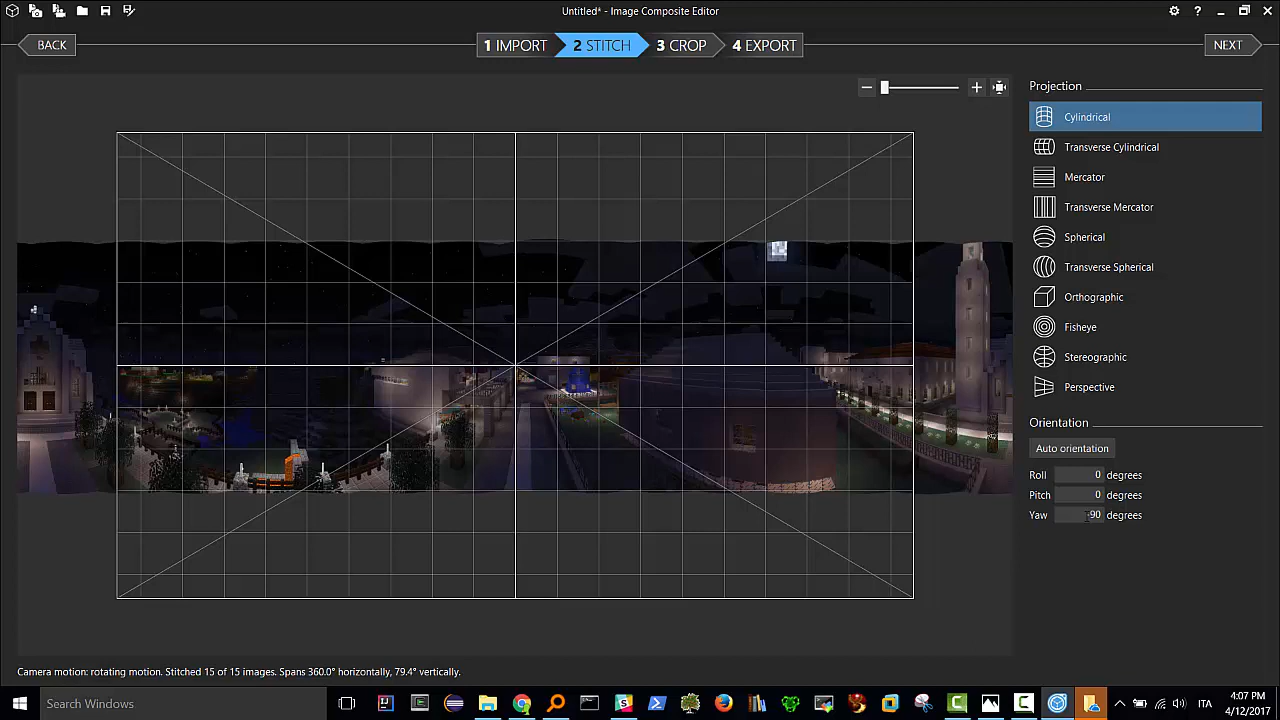 Untitled* - Image Composite Editor
?
BACK
1 IMPORT
2 STITCH
3 CROP
4 EXPORT
NEXT
Projection
Cylindrical
Transverse Cylindrical
Mercator
Transverse Mercator
Spherical
Transverse Spherical
Orthographic
Fisheye
Stereographic
Perspective
Orientation
Auto orientation
Roll 0 degrees
Pitch 0 degrees
Yaw -90 degrees
Camera motion: rotating motion. Stitched 15 of 15 images. Spans 360.0° horizontally, 79.4° vertically.
Search Windows
ITA
4:07 PM
4/12/2017